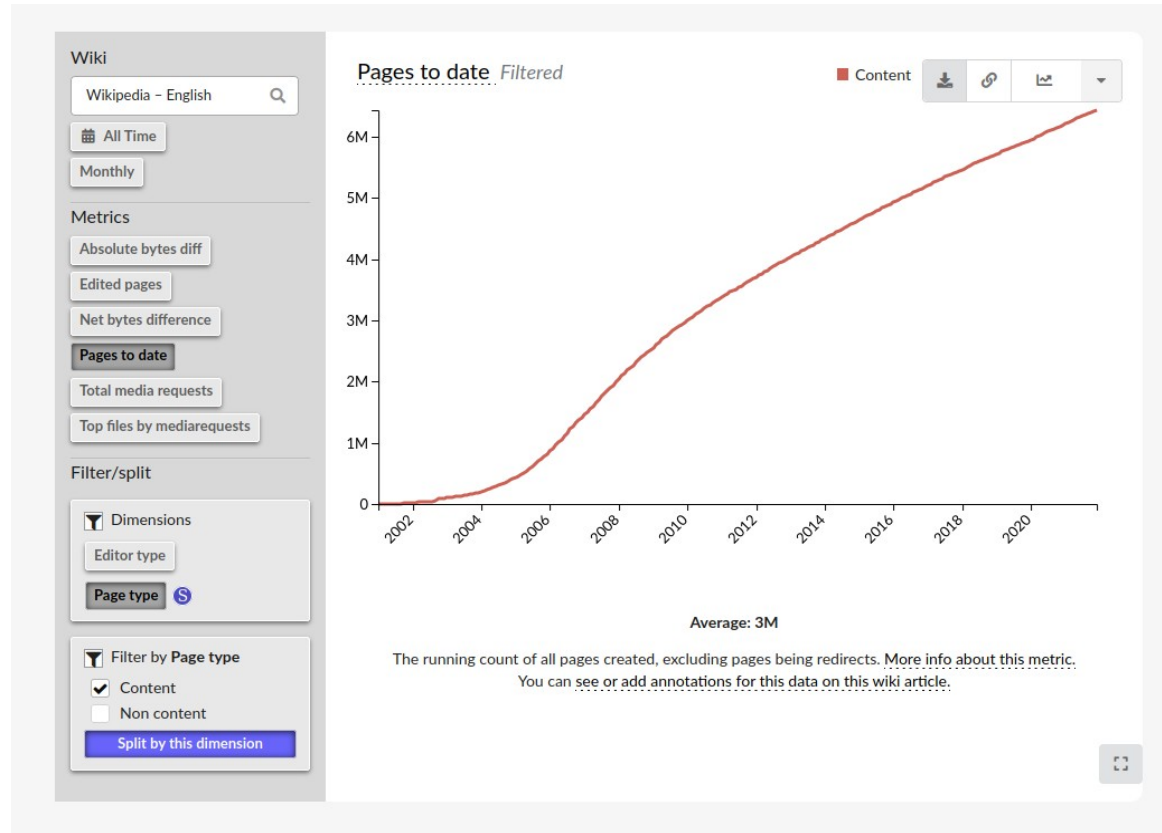 Wiki
Wikipedia – English
All Time
Monthly
Metrics
Absolute bytes diff
Edited pages
Net bytes difference
Pages to date
Total media requests
Top files by mediarequests
Filter/split
Dimensions
Editor type
Page type S
Filter by Page type
Content
Non content
Split by this dimension
Pages to date Filtered
Content
6M
5M
4M
3M
2M
1M
0
2002 2004 2006 2008 2010 2012 2014 2016 2018 2020
Average: 3M
The running count of all pages created, excluding pages being redirects. More info about this metric.
You can see or add annotations for this data on this wiki article.